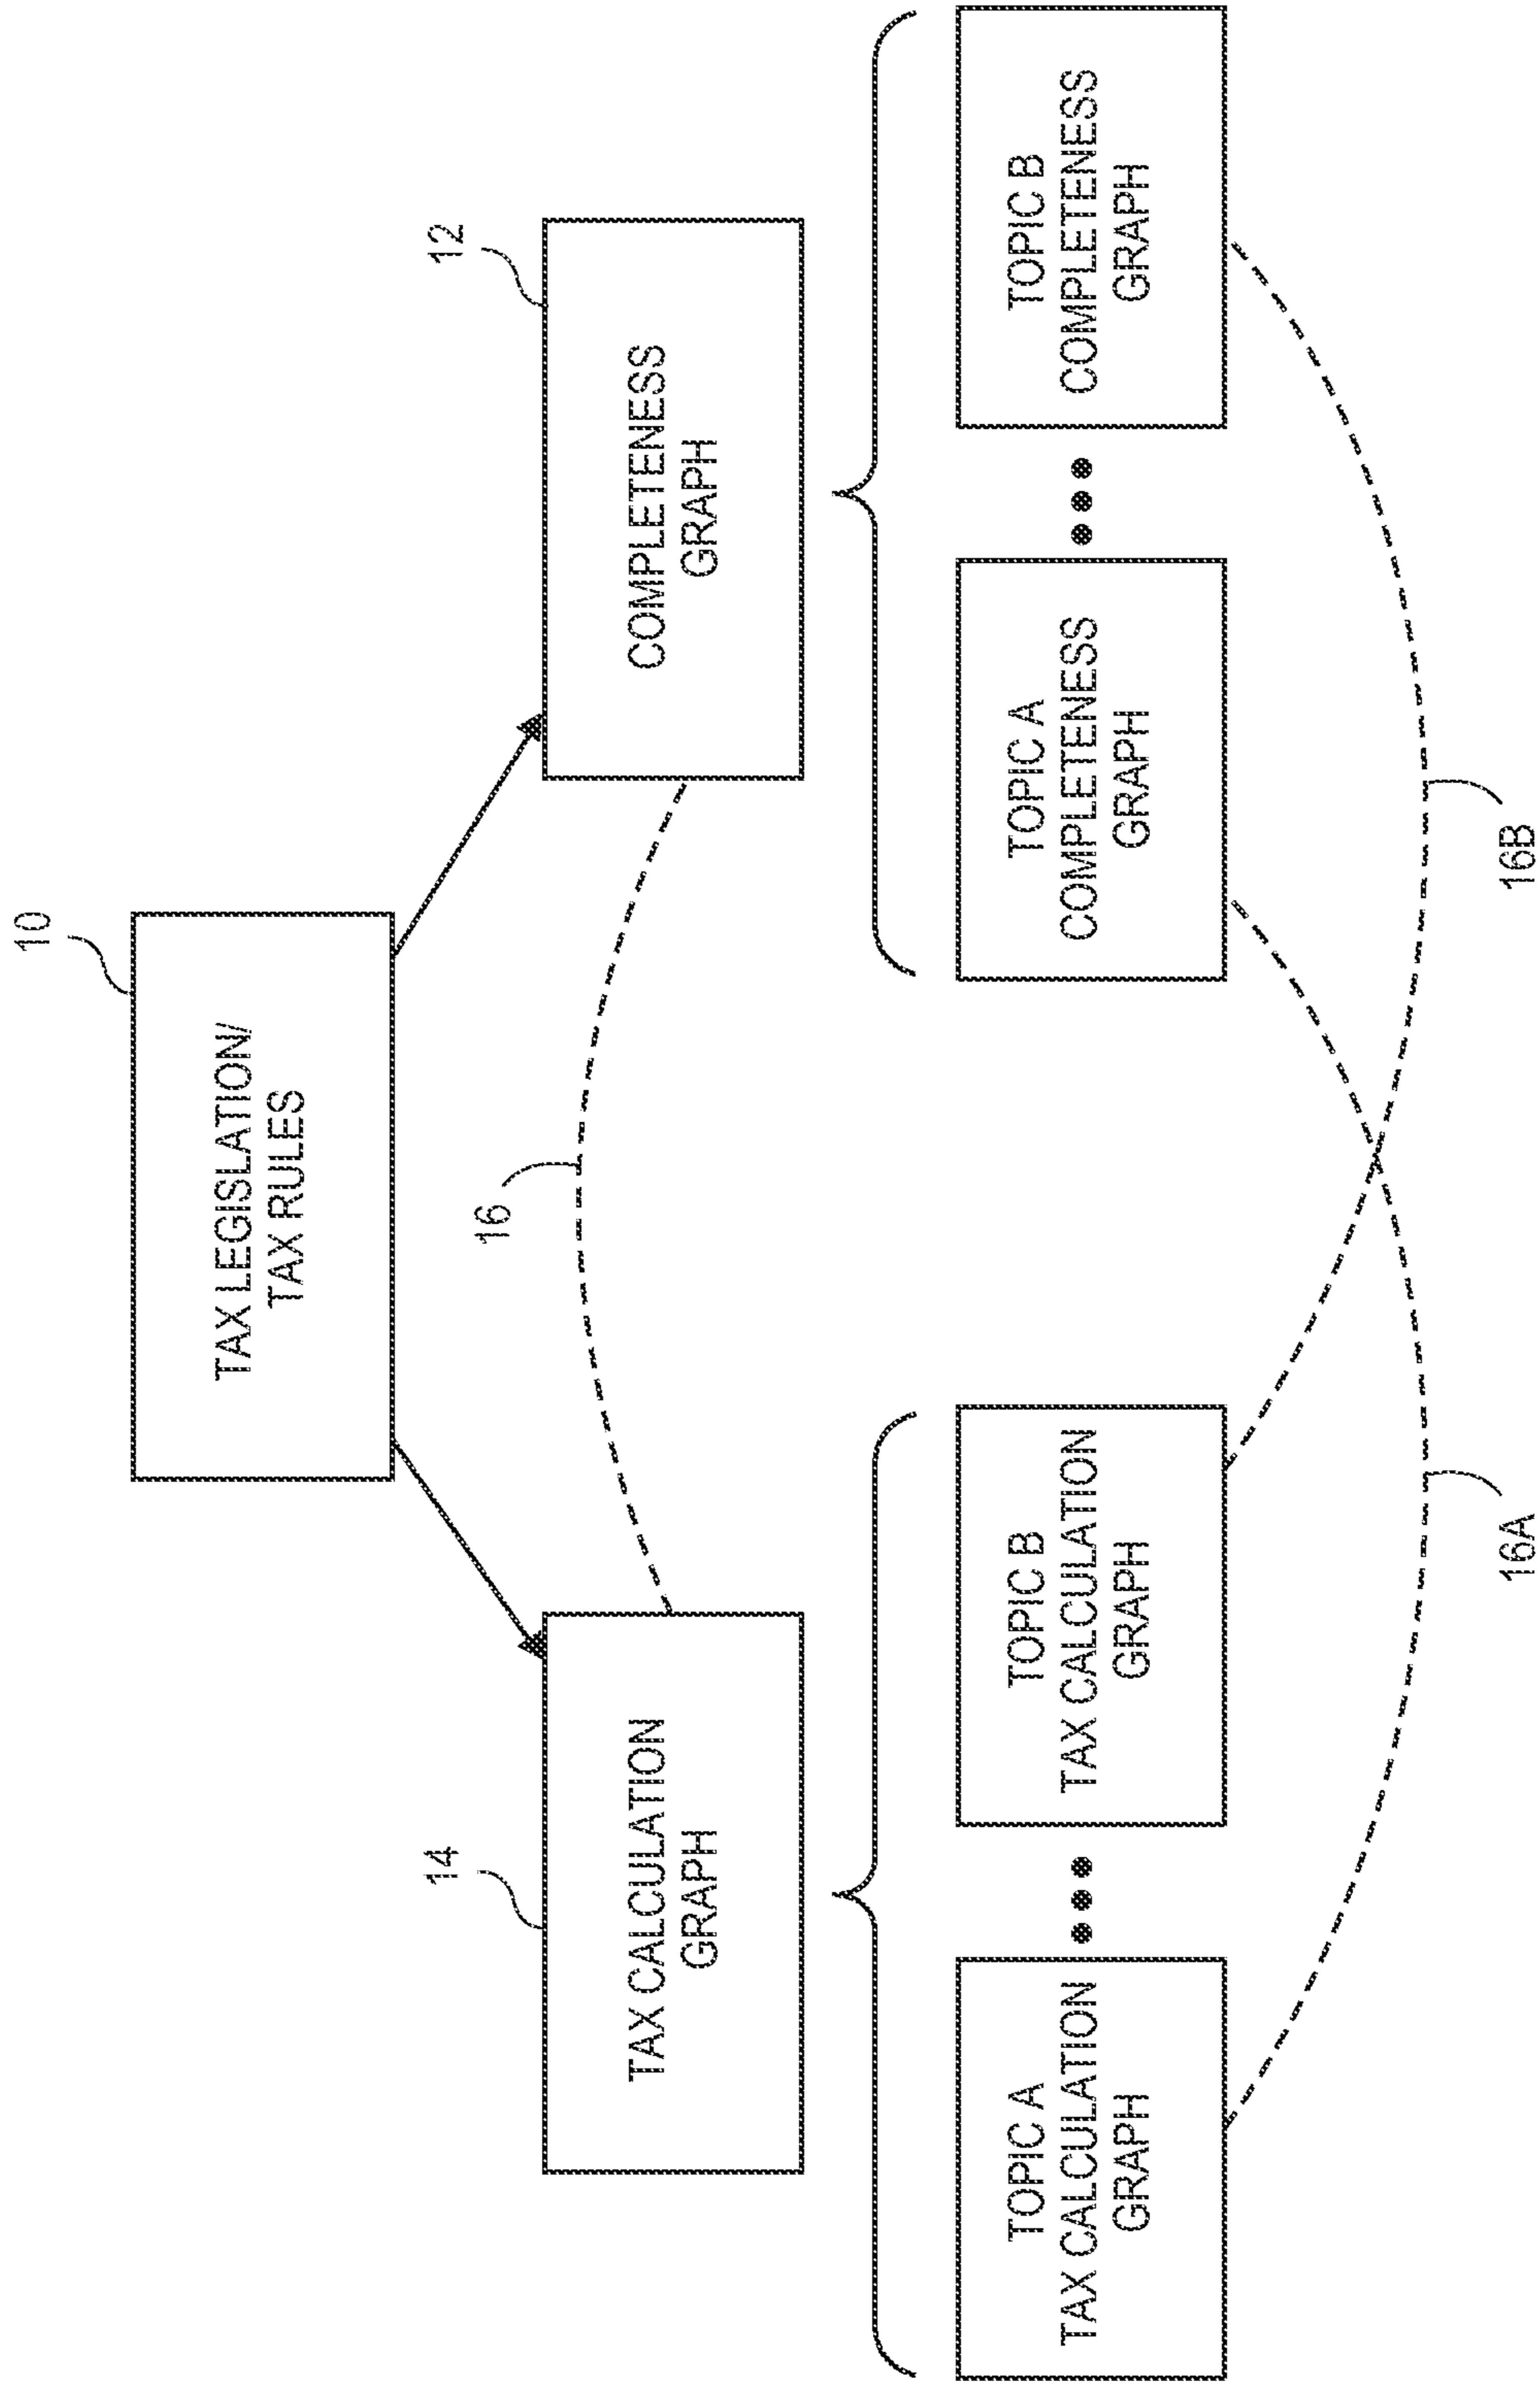 10
TAX LEGISLATION/
TAX RULES
14
TAX CALCULATION
GRAPH
16
12
COMPLETENESS
GRAPH
TOPIC A
TAX CALCULATION
GRAPH
TOPIC B
TAX CALCULATION
GRAPH
TOPIC A
COMPLETENESS
GRAPH
TOPIC B
COMPLETENESS
GRAPH
16A
16B